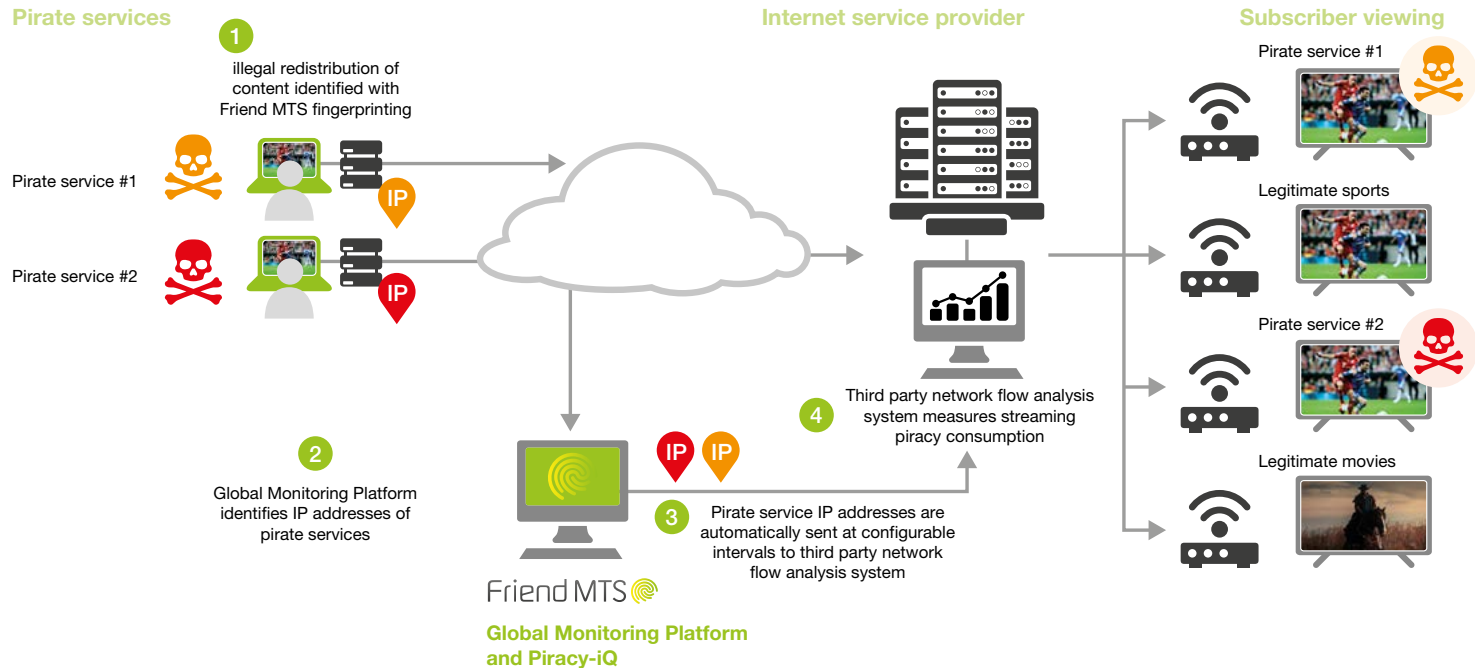 Pirate services
Internet service provider
Subscriber viewing
1
illegal redistribution of
content identified with
Friend MTS fingerprinting
Pirate service #1
IP
Pirate service #2
IP
2
Global Monitoring Platform
identifies IP addresses of
pirate services
IP IP
3
Pirate service IP addresses are
automatically sent at configurable
intervals to third party network
flow analysis system
Friend MTS
Global Monitoring Platform
and Piracy-iQ
4
Third party network flow analysis
system measures streaming
piracy consumption
Pirate service #1
Legitimate sports
Pirate service #2
Legitimate movies